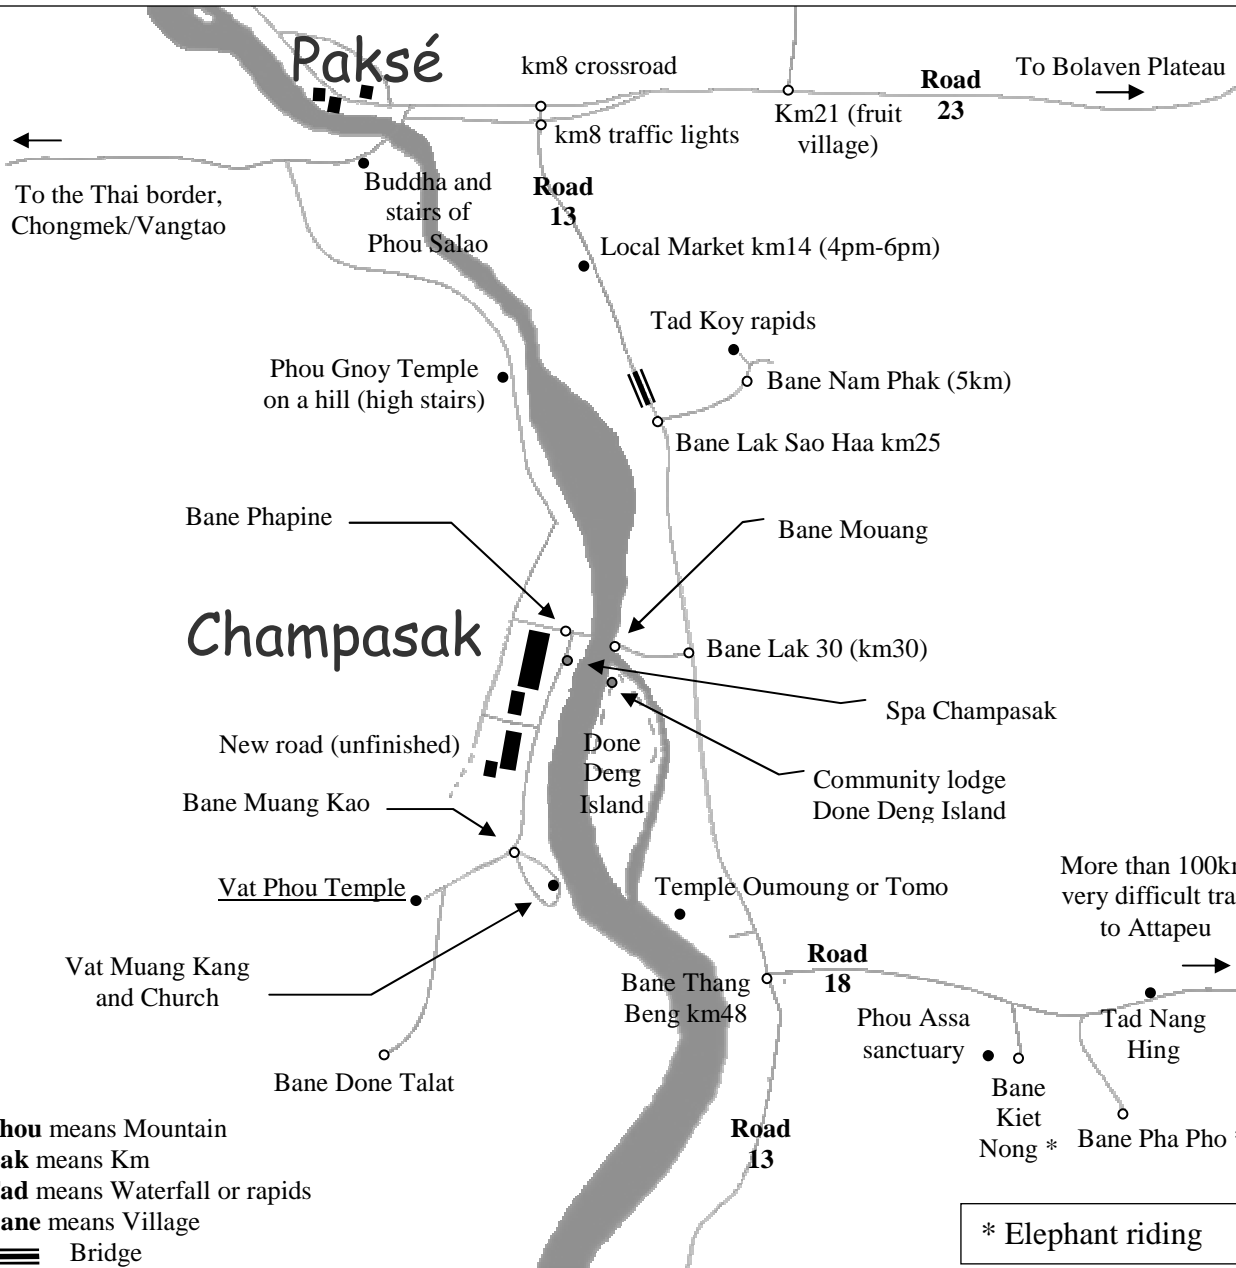 Paksé
km8 crossroad
Road
23
To Bolaven Plateau
Km21 (fruit
village)
km8 traffic lights
To the Thai border,
Chongmek/Vangtao
Buddha and
stairs of
Phou Salao
Road
13
Local Market km14 (4pm-6pm)
Tad Koy rapids
Phou Gnoy Temple
on a hill (high stairs)
Bane Nam Phak (5km)
Bane Lak Sao Haa km25
Bane Phapine
Bane Mouang
Champasak
Bane Lak 30 (km30)
Spa Champasak
New road (unfinished)
Done
Deng
Island
Community lodge
Done Deng Island
Bane Muang Kao
Vat Phou Temple
Temple Oumoung or Tomo
More than 100km
very difficult tra
to Attapeu
Vat Muang Kang
and Church
Road
18
Bane Thang
Beng km48
Phou Assa
sanctuary
Tad Nang
Hing
Bane Done Talat
Bane
Kiet
Nong *
Bane Pha Pho *
Road
13
hou means Mountain
ak means Km
ad means Waterfall or rapids
ane means Village
Bridge
* Elephant riding